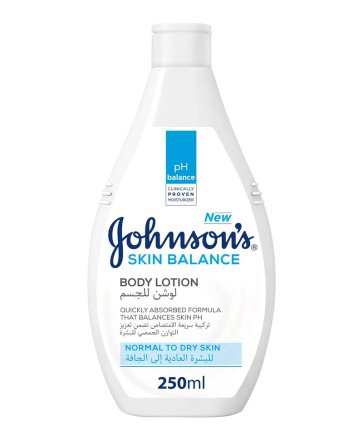 pH
balance
CLINICALLY
PROVEN
MOISTURIZER
New
Johnson's®
SKIN BALANCE
BODY LOTION
لوشن للجسم
QUICKLY ABSORBED FORMULA
THAT BALANCES SKIN PH
تركيبة سريعة الامتصاص تضمن تعزيز
التوازن الحمضي للبشرة
NORMAL TO DRY SKIN
للبشرة العادية إلى الجافة
250ml